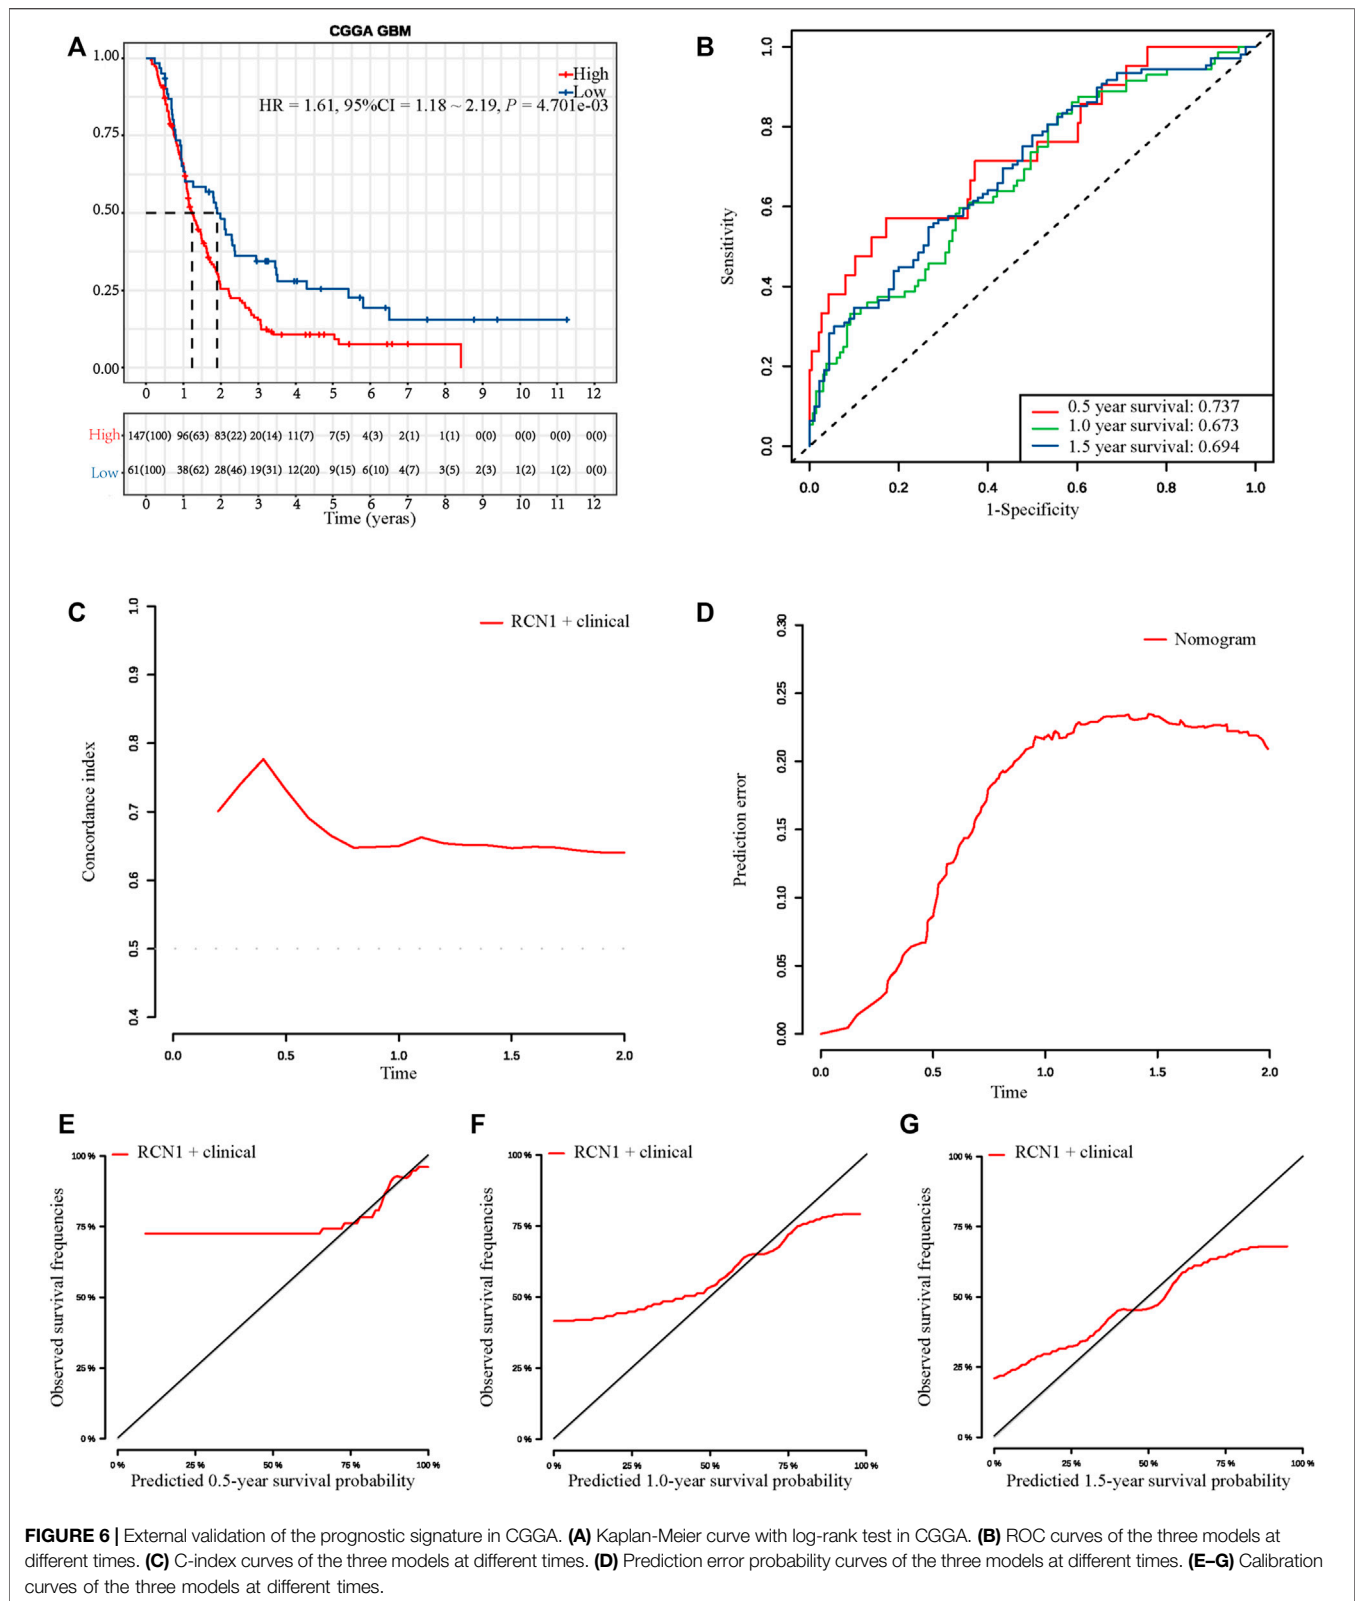 A
CGGA GBM
High
Low
HR = 1.61, 95%CI = 1.18 ~ 2.19, P = 4.701e-03
1.00
0.75
0.50
0.25
0.00
0 1 2 3 4 5 6 7 8 9 10 11 12
High 147(100) 96(63) 83(22) 20(14) 11(7) 7(5) 4(3) 2(1) 1(1) 0(0) 0(0) 0(0) 0(0)
Low 61(100) 38(62) 28(46) 19(31) 12(20) 9(15) 6(10) 4(7) 3(5) 2(3) 1(2) 1(2) 0(0)
0 1 2 3 4 5 6 7 8 9 10 11 12
Time (yeras)
B
Sensitivity
1.0
0.8
0.6
0.4
0.2
0.0
0.5 year survival: 0.737
1.0 year survival: 0.673
1.5 year survival: 0.694
0.0 0.2 0.4 0.6 0.8 1.0
1-Specificity
C
RCN1 + clinical
Concordance index
1.0
0.9
0.8
0.7
0.6
0.5
0.4
0.0 0.5 1.0 1.5 2.0
Time
D
Nomogram
Prediction error
0.30
0.25
0.20
0.15
0.10
0.05
0.00
0.0 0.5 1.0 1.5 2.0
Time
E
RCN1 + clinical
Observed survival frequencies
100 %
75 %
50 %
25 %
0 %
0 % 25 % 50 % 75 % 100 %
Predictied 0.5-year survival probability
F
RCN1 + clinical
Observed survival frequencies
100 %
75 %
50 %
25 %
0 %
0 % 25 % 50 % 75 % 100 %
Predictied 1.0-year survival probability
G
RCN1 + clinical
Observed survival frequencies
100 %
75 %
50 %
25 %
0 %
0 % 25 % 50 % 75 % 100 %
Predictied 1.5-year survival probability
FIGURE 6 | External validation of the prognostic signature in CGGA. (A) Kaplan-Meier curve with log-rank test in CGGA. (B) ROC curves of the three models at
different times. (C) C-index curves of the three models at different times. (D) Prediction error probability curves of the three models at different times. (E–G) Calibration
curves of the three models at different times.